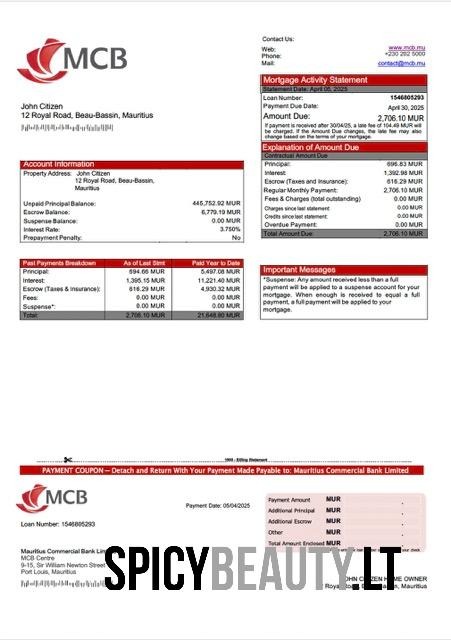 MCB
Contact Us:
Web: www.mcb.mu
Phone: +230 202 5000
Mail: contact@mcb.mu
Mortgage Activity Statement
Statement Date: April 05, 2025
Loan Number: 1546805293
Payment Due Date: April 30, 2025
Amount Due: 2,706.10 MUR
If payment is received after 30/04/25, a late fee of 104.49 MUR will
be charged. If the Amount Due changes, the late fee may also
change based on the terms of your mortgage.
John Citizen
12 Royal Road, Beau-Bassin, Mauritius
Explanation of Amount Due
Contractual Amount Due
Principal: 696.83 MUR
Interest: 1,392.98 MUR
Escrow (Taxes and Insurance): 616.29 MUR
Regular Monthly Payment: 2,706.10 MUR
Fees & Charges (total outstanding) 0.00 MUR
Charges since last statement: 0.00 MUR
Credits since last statement: 0.00 MUR
Overdue Payment: 0.00 MUR
Total Amount Due: 2,706.10 MUR
Account Information
Property Address: John Citizen
12 Royal Road, Beau-Bassin,
Mauritius
Unpaid Principal Balance: 445,752.92 MUR
Escrow Balance: 6,779.19 MUR
Suspense Balance: 0.00 MUR
Interest Rate: 3.750%
Prepayment Penalty: No
Past Payments Breakdown As of Last Stmt Paid Year to Date
Principal: 694.66 MUR 5,497.08 MUR
Interest: 1,395.15 MUR 11,221.40 MUR
Escrow (Taxes & Insurance): 616.29 MUR 4,930.32 MUR
Fees: 0.00 MUR 0.00 MUR
Suspense*: 0.00 MUR 0.00 MUR
Total: 2,706.10 MUR 21,648.80 MUR
Important Messages
*Suspense: Any amount received less than a full
payment will be applied to a suspense account for your
mortgage. When enough is received to equal a full
payment, a full payment will be applied to your
mortgage.
Billing Statement
PAYMENT COUPON – Detach and Return With Your Payment Made Payable to: Mauritius Commercial Bank Limited
MCB
Payment Date: 05/04/2025
Loan Number: 1546805293
Payment Amount MUR .
Additional Principal MUR .
Additional Escrow MUR .
Other MUR .
Total Amount Enclosed MUR .
your check
Mauritius Commercial Bank
MCB Centre
9-15, Sir William Newton Street
Port Louis, Mauritius
SPICYBEAUTY.LT
JOHN CITIZEN HOME OWNER
Mauritius